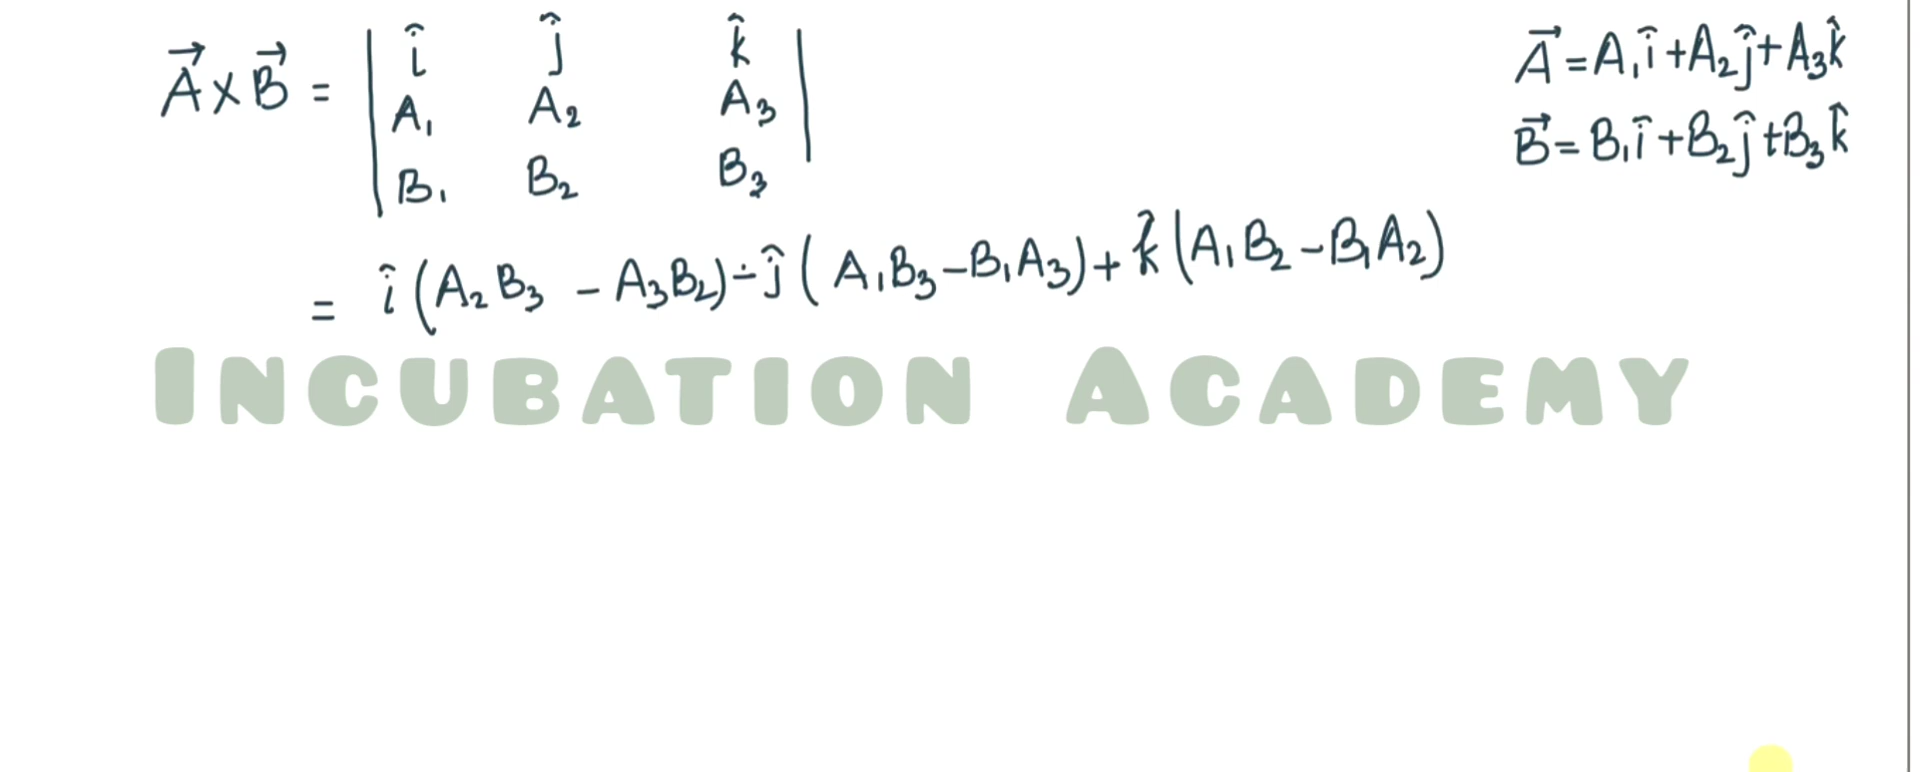 A⃗ × B⃗ = | î ĵ k̂ |
| A₁ A₂ A₃ |
| B₁ B₂ B₃ |
A⃗ = A₁î + A₂ĵ + A₃k̂
B⃗ = B₁î + B₂ĵ + B₃k̂
= î (A₂B₃ - A₃B₂) - ĵ (A₁B₃ - B₁A₃) + k̂ (A₁B₂ - B₁A₂)
INCUBATION ACADEMY